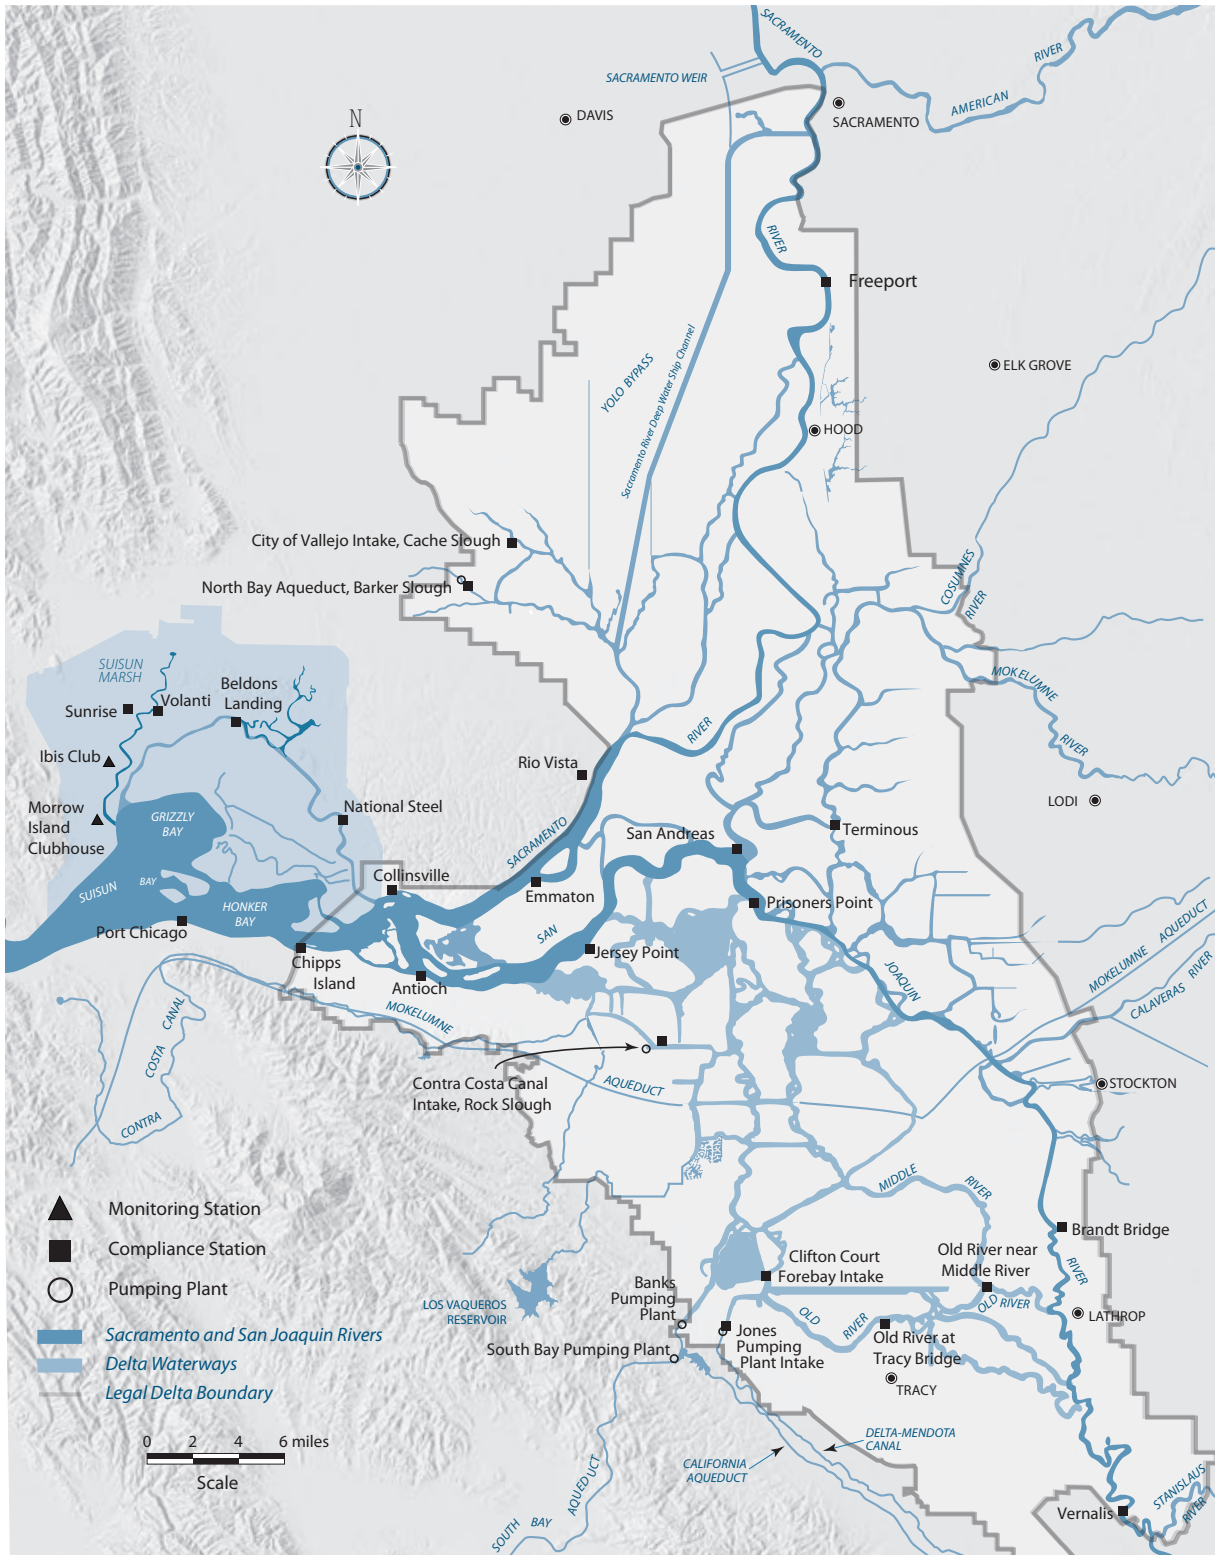 SACRAMENTO
RIVER
AMERICAN
SACRAMENTO WEIR
N
DAVIS
SACRAMENTO
RIVER
Freeport
ELK GROVE
YOLO BYPASS
Sacramento River Deep Water Ship Channel
HOOD
City of Vallejo Intake, Cache Slough
North Bay Aqueduct, Barker Slough
COSUMNES
RIVER
SUISUN
MARSH
Beldons
Landing
Volanti
Sunrise
MOKELUMNE
RIVER
RIVER
Ibis Club
Rio Vista
LODI
Morrow
Island
Clubhouse
GRIZZLY
BAY
National Steel
San Andreas
Terminous
SACRAMENTO
Collinsville
Emmaton
Prisoners Point
SUISUN
BAY
HONKER
BAY
Port Chicago
SAN
Jersey Point
Chipps
Island
Antioch
JOAQUIN
MOKELUMNE AQUEDUCT
CALAVERAS RIVER
MOKELUMNE
AQUEDUCT
CONTRA
COSTA
CANAL
Contra Costa Canal
Intake, Rock Slough
STOCKTON
MIDDLE
RIVER
Monitoring Station
Compliance Station
Pumping Plant
Sacramento and San Joaquin Rivers
Delta Waterways
Legal Delta Boundary
0 2 4 6 miles
Scale
Brandt Bridge
Clifton Court
Forebay Intake
Old River near
Middle River
RIVER
Banks
Pumping
Plant
LOS VAQUEROS
RESERVOIR
OLD
RIVER
OLD RIVER
LATHROP
South Bay Pumping Plant
Jones
Pumping
Plant Intake
Old River at
Tracy Bridge
TRACY
DELTA-MENDOTA
CANAL
CALIFORNIA
AQUEDUCT
SOUTH BAY AQUEDUCT
STANISLAUS
RIVER
Vernalis